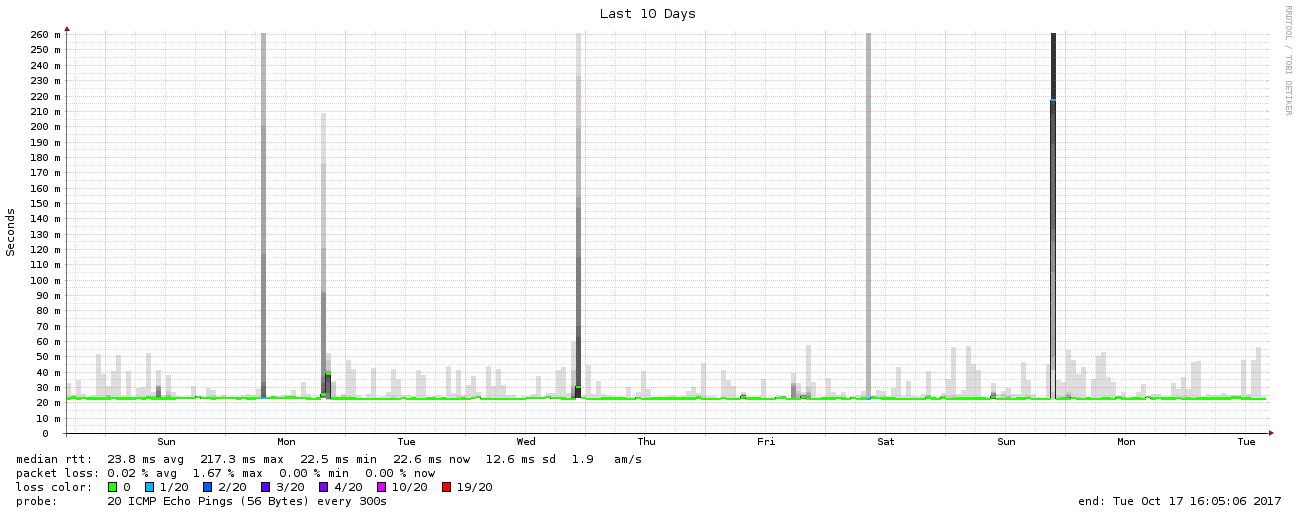 Last 10 Days
RRDTOOL / TOBI OETIKER
Seconds
260 m
250 m
240 m
230 m
220 m
210 m
200 m
190 m
180 m
170 m
160 m
150 m
140 m
130 m
120 m
110 m
100 m
90 m
80 m
70 m
60 m
50 m
40 m
30 m
20 m
10 m
0
Sun Mon Tue Wed Thu Fri Sat Sun Mon Tue
median rtt: 23.8 ms avg 217.3 ms max 22.5 ms min 22.6 ms now 12.6 ms sd 1.9 am/s
packet loss: 0.02 % avg 1.67 % max 0.00 % min 0.00 % now
loss color: 0 1/20 2/20 3/20 4/20 10/20 19/20
probe: 20 ICMP Echo Pings (56 Bytes) every 300s end: Tue Oct 17 16:05:06 2017